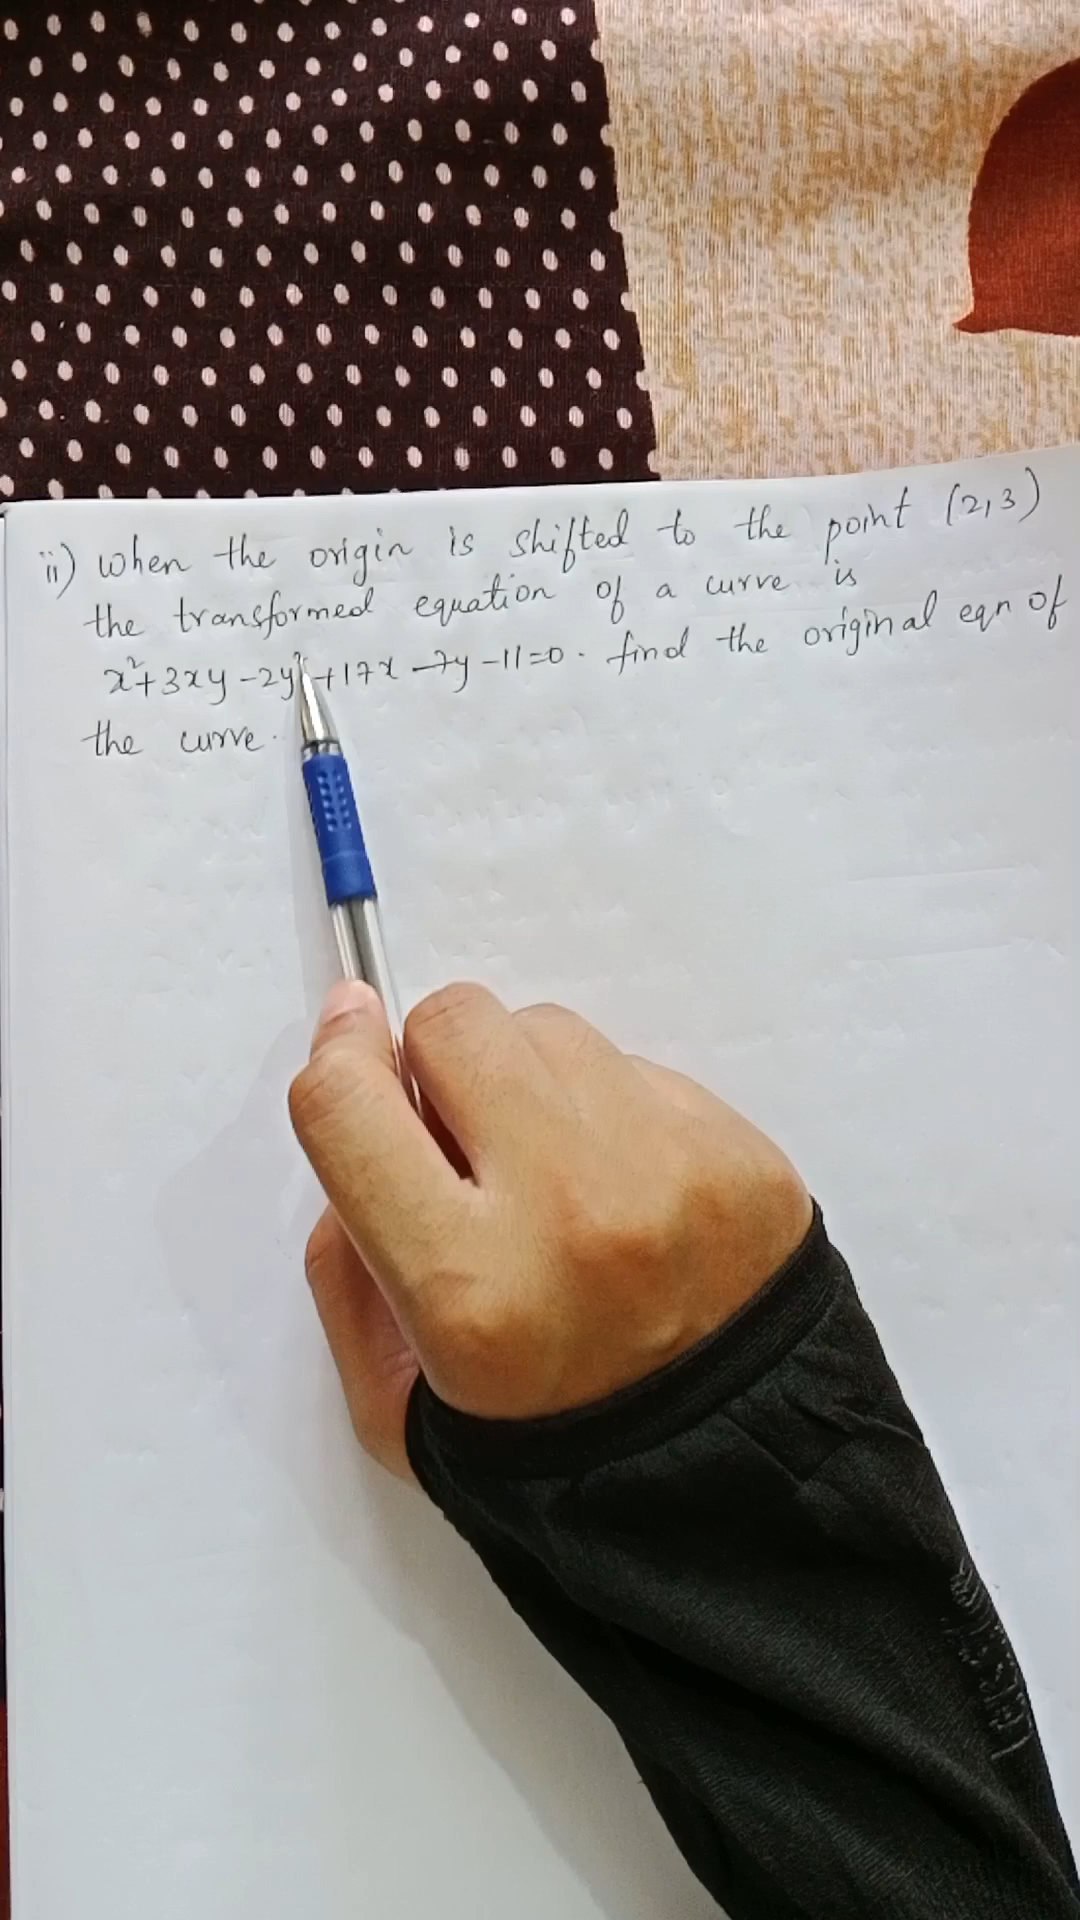 ii) when the origin is shifted to the point (2,3)
the transformed equation of a curve is
x²+3xy-2y²+17x-7y-11=0. find the original eqn of
the curve.